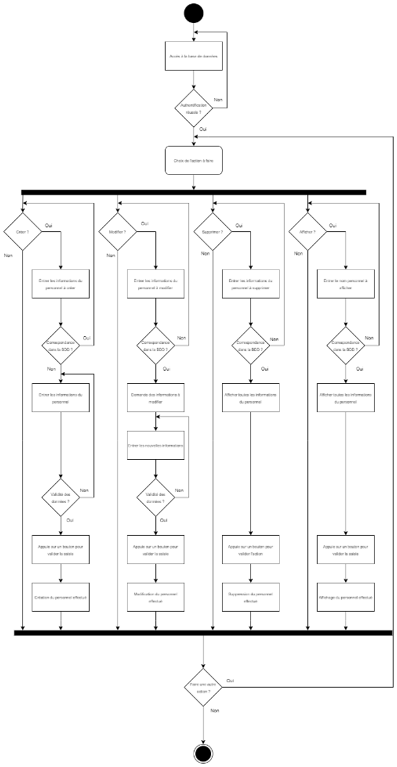 Accès à la base de données
Non
Authentification
réussie ?
Oui
Choix de l'action à faire
Créer ?
Oui
Non
Modifier ?
Oui
Non
Supprimer ?
Oui
Non
Afficher ?
Oui
Non
Entrer les informations du
personnel à créer
Entrer les informations du
personnel à modifier
Entrer les informations du
personnel à supprimer
Entrer le nom personnel à
afficher
Correspondance
dans la BDD ?
Oui
Non
Correspondance
dans la BDD ?
Non
Oui
Correspondance
dans la BDD ?
Non
Oui
Correspondance
dans la BDD ?
Non
Oui
Entrer les informations du
personnel
Demande les informations à
modifier
Afficher toutes les informations
du personnel
Afficher toutes les informations
du personnel
Entrer les nouvelles informations
Validité des
données ?
Non
Oui
Validité des
données ?
Non
Oui
Appuie sur un bouton pour
valider la saisie
Appuie sur un bouton pour
valider la saisie
Appuie sur un bouton pour
valider l'action
Appuie sur un bouton pour
valider la saisie
Création du personnel effectué
Modification du personnel
effectué
Suppression du personnel
effectué
Affichage du personnel effectué
Faire une autre
action ?
Oui
Non